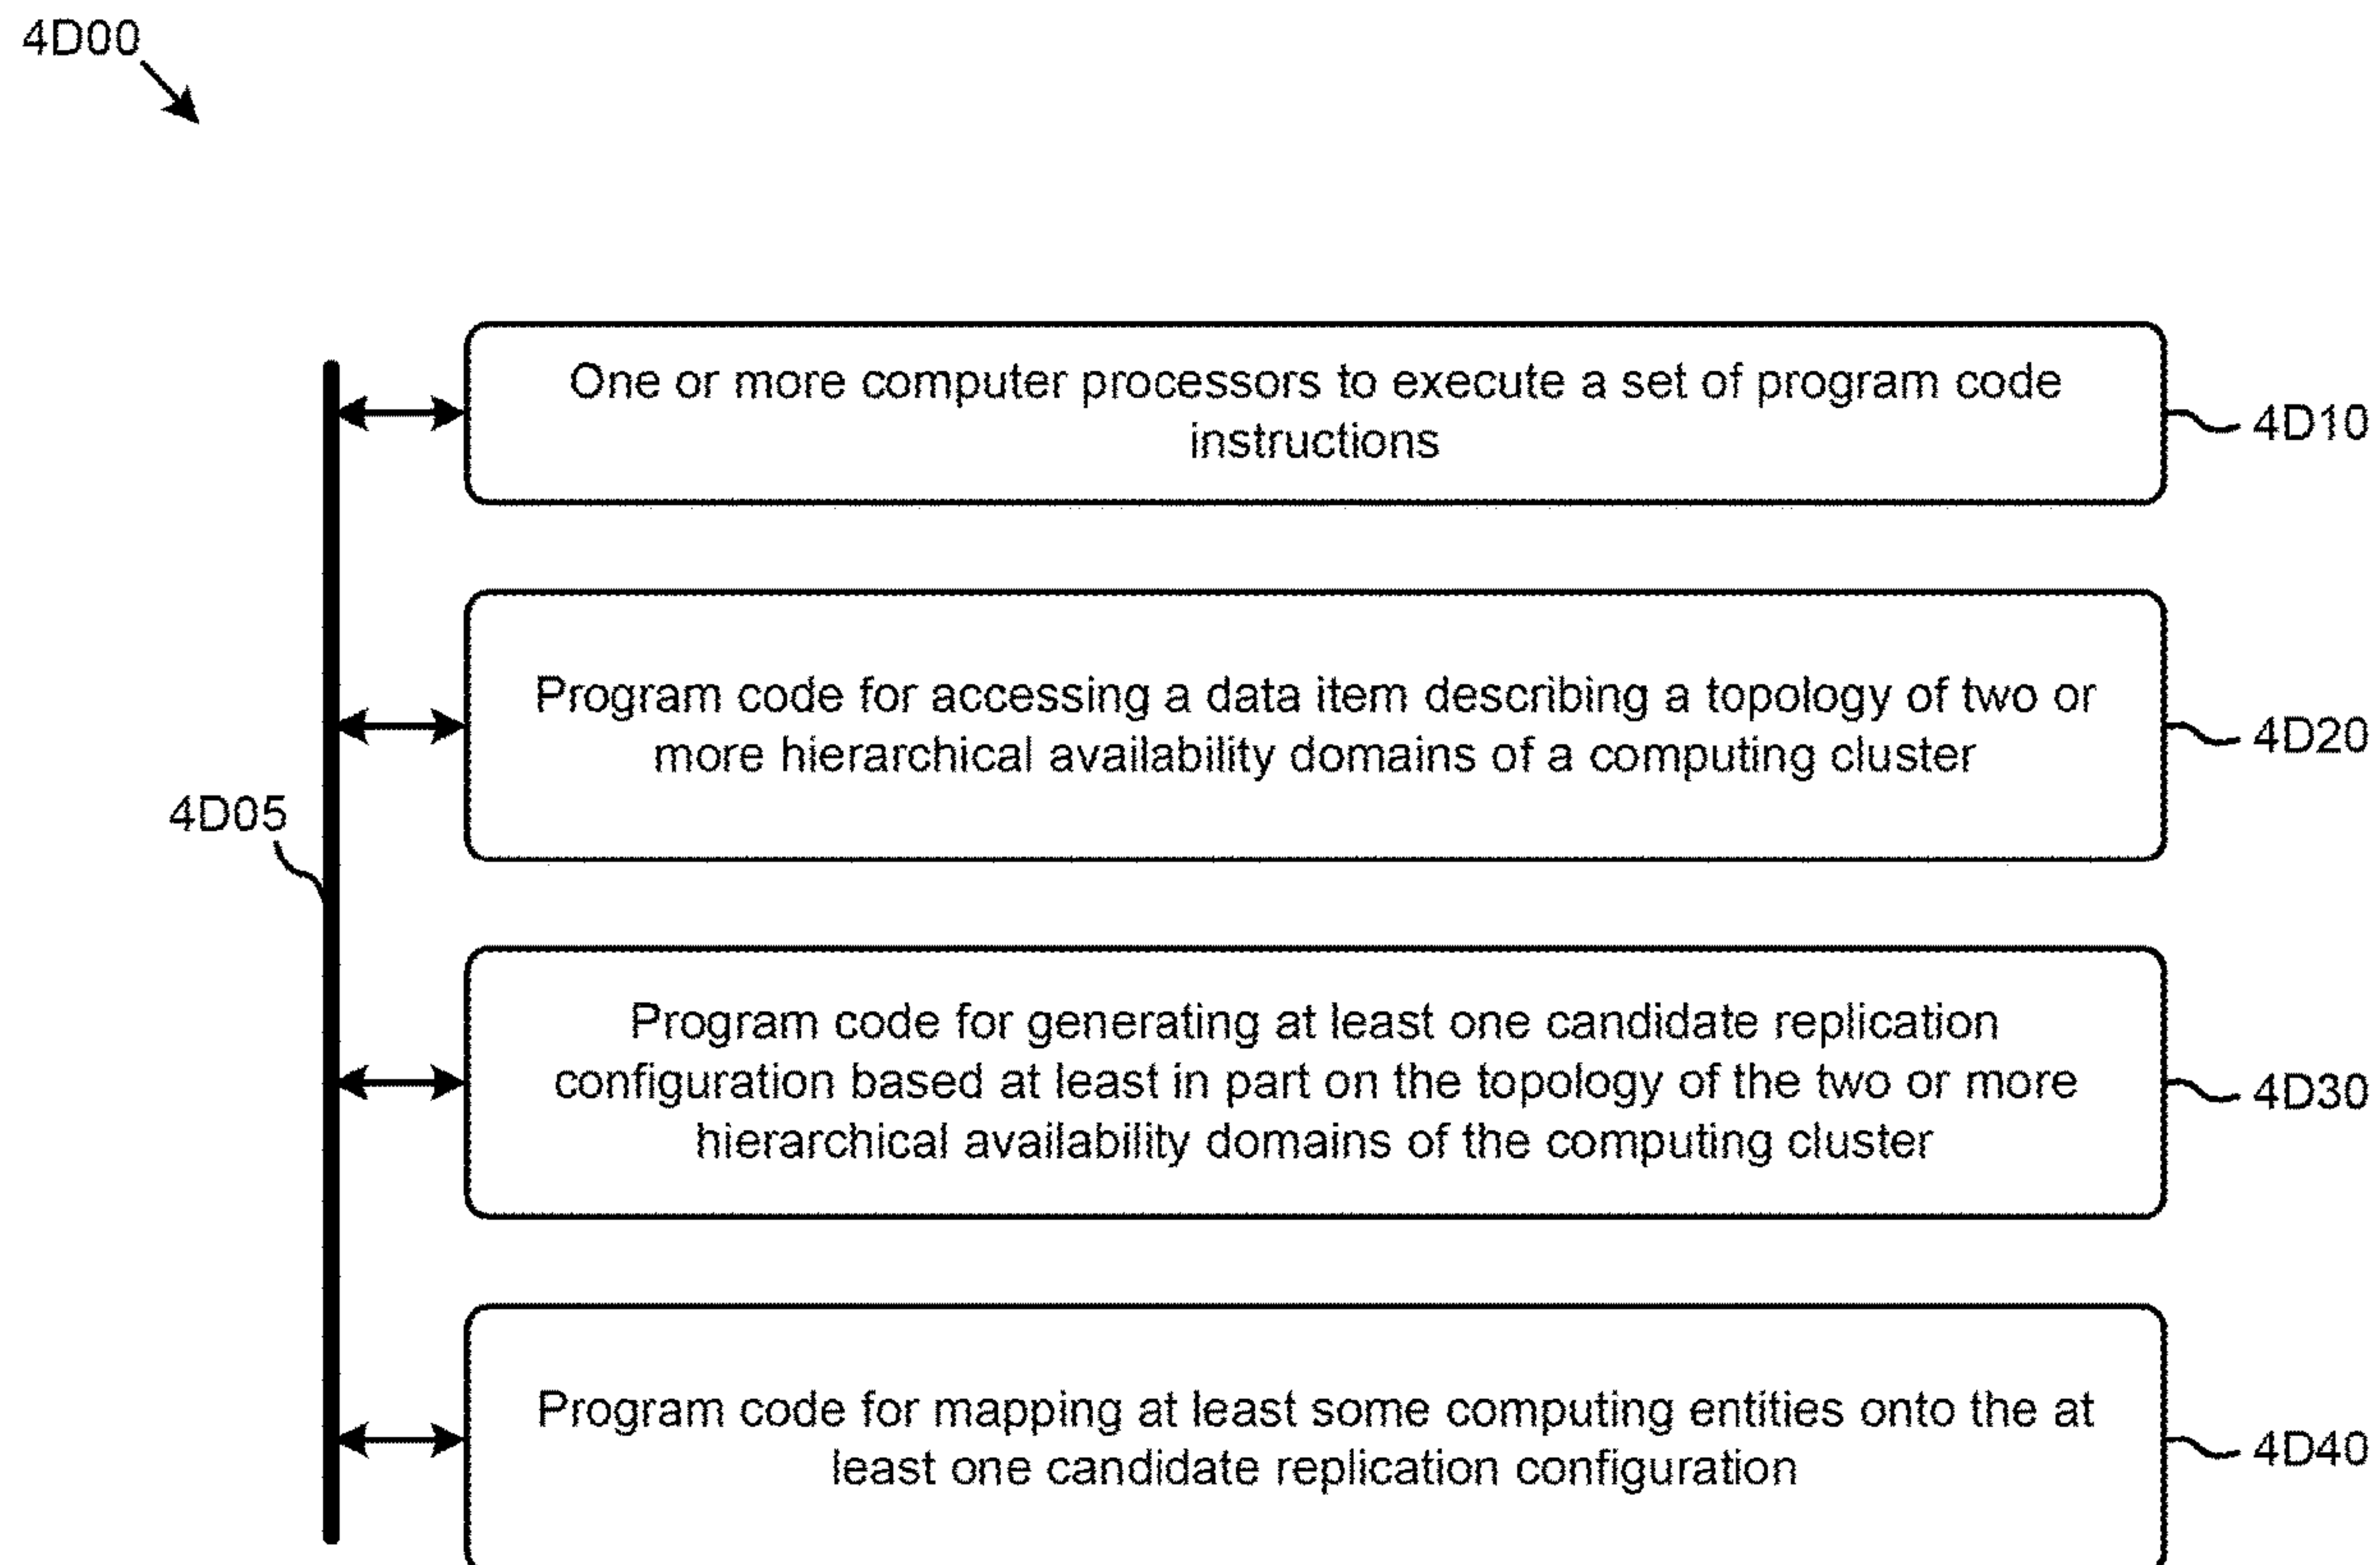 4D00
One or more computer processors to execute a set of program code
instructions
4D10
Program code for accessing a data item describing a topology of two or
more hierarchical availability domains of a computing cluster
4D20
4D05
Program code for generating at least one candidate replication
configuration based at least in part on the topology of the two or more
hierarchical availability domains of the computing cluster
4D30
Program code for mapping at least some computing entities onto the at
least one candidate replication configuration
4D40